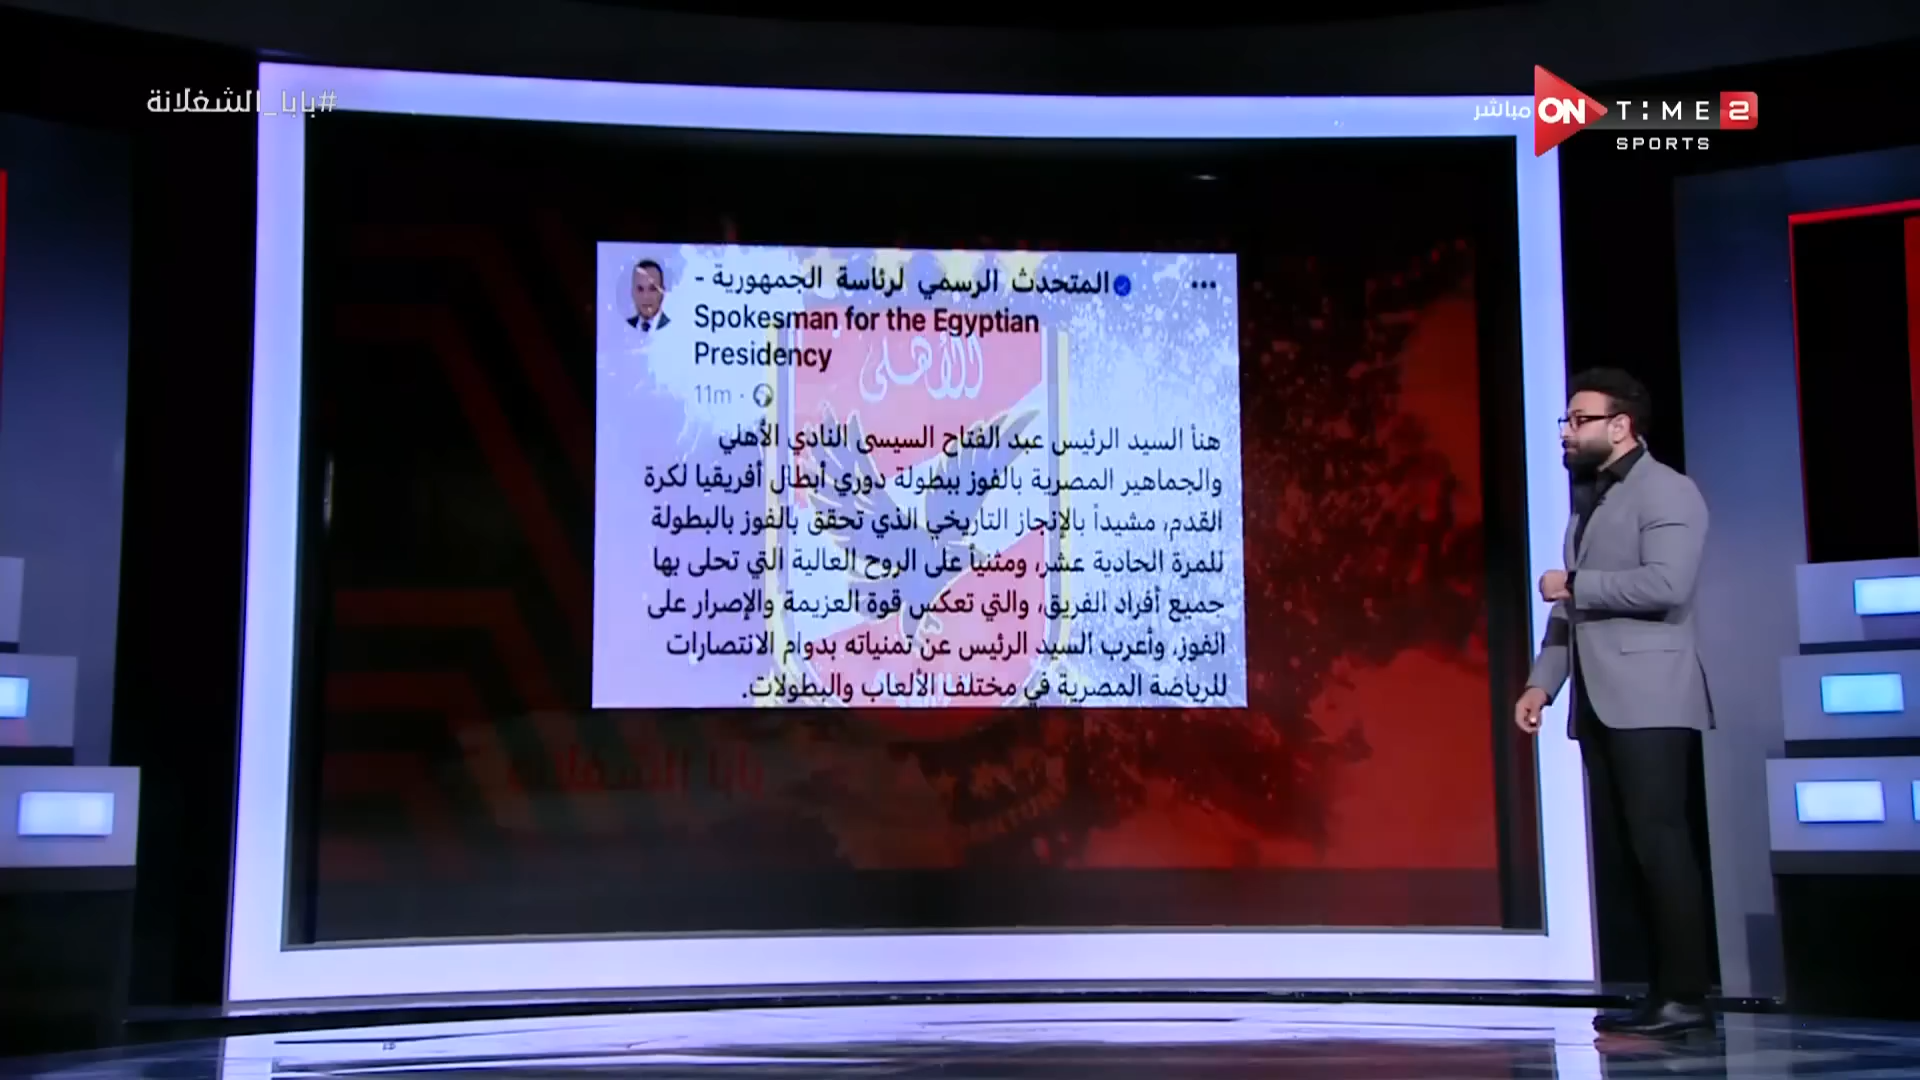 #بابا_الشغلانة
مباشر
ON TIME 2
SPORTS
المتحدث الرسمي لرئاسة الجمهورية -
Spokesman for the Egyptian
Presidency
11m
الأهلى
هنأ السيد الرئيس عبد الفتاح السيسى النادي الأهلي
والجماهير المصرية بالفوز ببطولة دوري أبطال أفريقيا لكرة
القدم، مشيداً بالإنجاز التاريخي الذي تحقق بالفوز بالبطولة
للمرة الحادية عشر، ومثنياً على الروح العالية التي تحلى بها
جميع أفراد الفريق، والتي تعكس قوة العزيمة والإصرار على
الفوز. وأعرب السيد الرئيس عن تمنياته بدوام الانتصارات
للرياضة المصرية في مختلف الألعاب والبطولات.
بابا الشغلانة